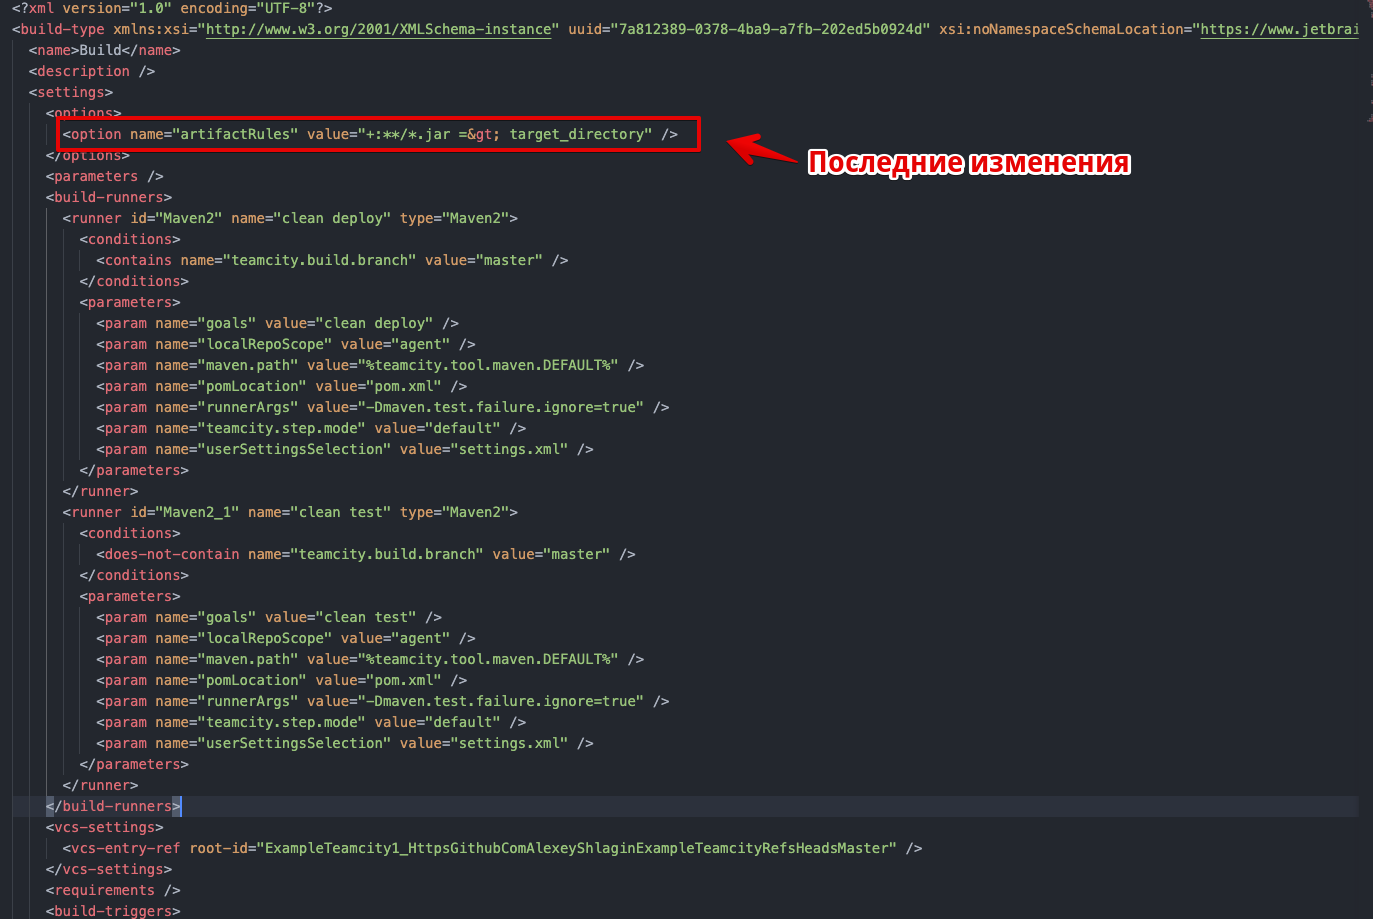 <?xml version="1.0" encoding="UTF-8"?>
<build-type xmlns:xsi="http://www.w3.org/2001/XMLSchema-instance" uuid="7a812389-0378-4ba9-a7fb-202ed5b0924d" xsi:noNamespaceSchemaLocation="https://www.jetbrai
<name>Build</name>
<description />
<settings>
<options>
<option name="artifactRules" value="+:**/*.jar =&gt; target_directory" />
Последние изменения
</options>
<parameters />
<build-runners>
<runner id="Maven2" name="clean deploy" type="Maven2">
<conditions>
<contains name="teamcity.build.branch" value="master" />
</conditions>
<parameters>
<param name="goals" value="clean deploy" />
<param name="localRepoScope" value="agent" />
<param name="maven.path" value="%teamcity.tool.maven.DEFAULT%" />
<param name="pomLocation" value="pom.xml" />
<param name="runnerArgs" value="-Dmaven.test.failure.ignore=true" />
<param name="teamcity.step.mode" value="default" />
<param name="userSettingsSelection" value="settings.xml" />
</parameters>
</runner>
<runner id="Maven2_1" name="clean test" type="Maven2">
<conditions>
<does-not-contain name="teamcity.build.branch" value="master" />
</conditions>
<parameters>
<param name="goals" value="clean test" />
<param name="localRepoScope" value="agent" />
<param name="maven.path" value="%teamcity.tool.maven.DEFAULT%" />
<param name="pomLocation" value="pom.xml" />
<param name="runnerArgs" value="-Dmaven.test.failure.ignore=true" />
<param name="teamcity.step.mode" value="default" />
<param name="userSettingsSelection" value="settings.xml" />
</parameters>
</runner>
</build-runners>
<vcs-settings>
<vcs-entry-ref root-id="ExampleTeamcity1_HttpsGithubComAlexeyShlaginExampleTeamcityRefsHeadsMaster" />
</vcs-settings>
<requirements />
<build-triggers>